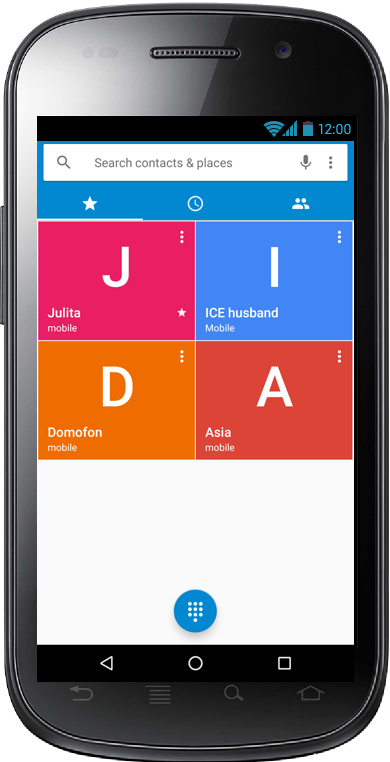 12:00
Search contacts & places
J
Julita
mobile
I
ICE husband
Mobile
D
Domofon
mobile
A
Asia
mobile